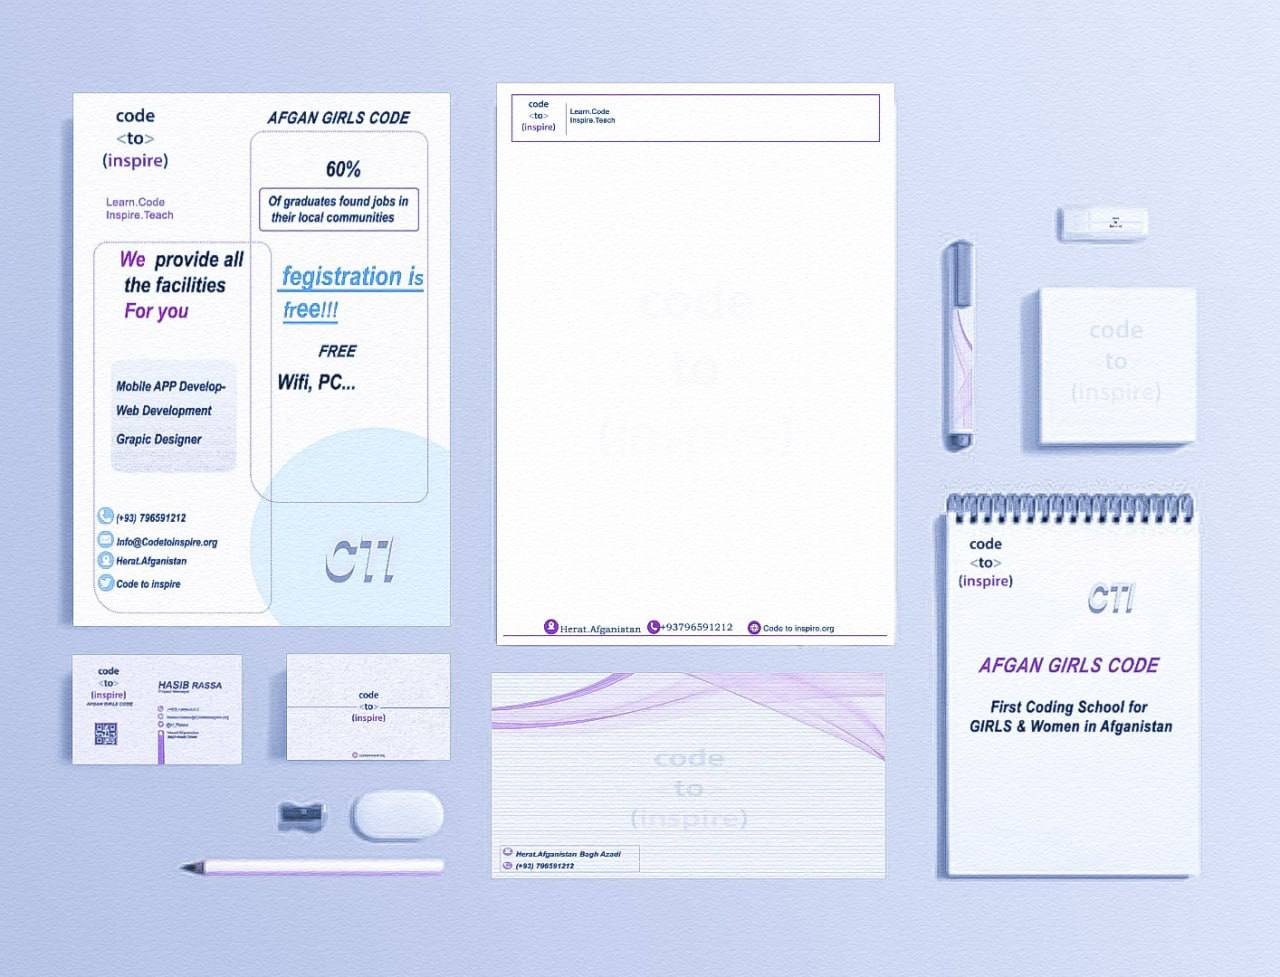 code
<to>
(inspire)
Learn.Code
Inspire.Teach
AFGAN GIRLS CODE
60%
Of graduates found jobs in
their local communities
We provide all
the facilities
For you
fegistration is
free!!!
FREE
Wifi, PC...
Mobile APP Develop-
Web Development
Grapic Designer
(+93) 796591212
Info@Codetoinspire.org
Herat.Afganistan
Code to inspire
CTI
code
<to>
(inspire)
Learn.Code
Inspire.Teach
code
to
(inspire)
Herat.Afganistan
+93796591212
Code to inspire.org
code
to
(inspire)
code
<to>
(inspire)
CTI
AFGAN GIRLS CODE
First Coding School for
GIRLS & Women in Afganistan
code
<to>
(inspire)
AFGAN GIRLS CODE
HASIB RASSA
code
<to>
(inspire)
code
to
(inspire)
Herat.Afganistan Bagh Azadi
(+93) 796591212